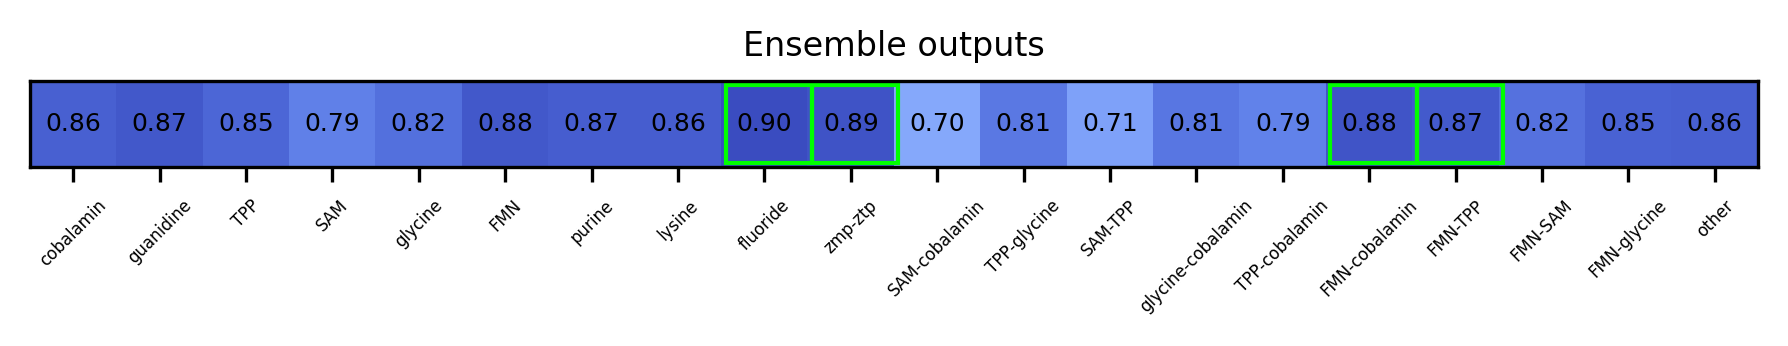 Ensemble outputs
0.86 0.87 0.85 0.79 0.82 0.88 0.87 0.86 0.90 0.89 0.70 0.81 0.71 0.81 0.79 0.88 0.87 0.82 0.85 0.86
cobalamin
guanidine
TPP
SAM
glycine
FMN
purine
lysine
fluoride
zmp-ztp
SAM-cobalamin
TPP-glycine
SAM-TPP
glycine-cobalamin
TPP-cobalamin
FMN-cobalamin
FMN-TPP
FMN-SAM
FMN-glycine
other